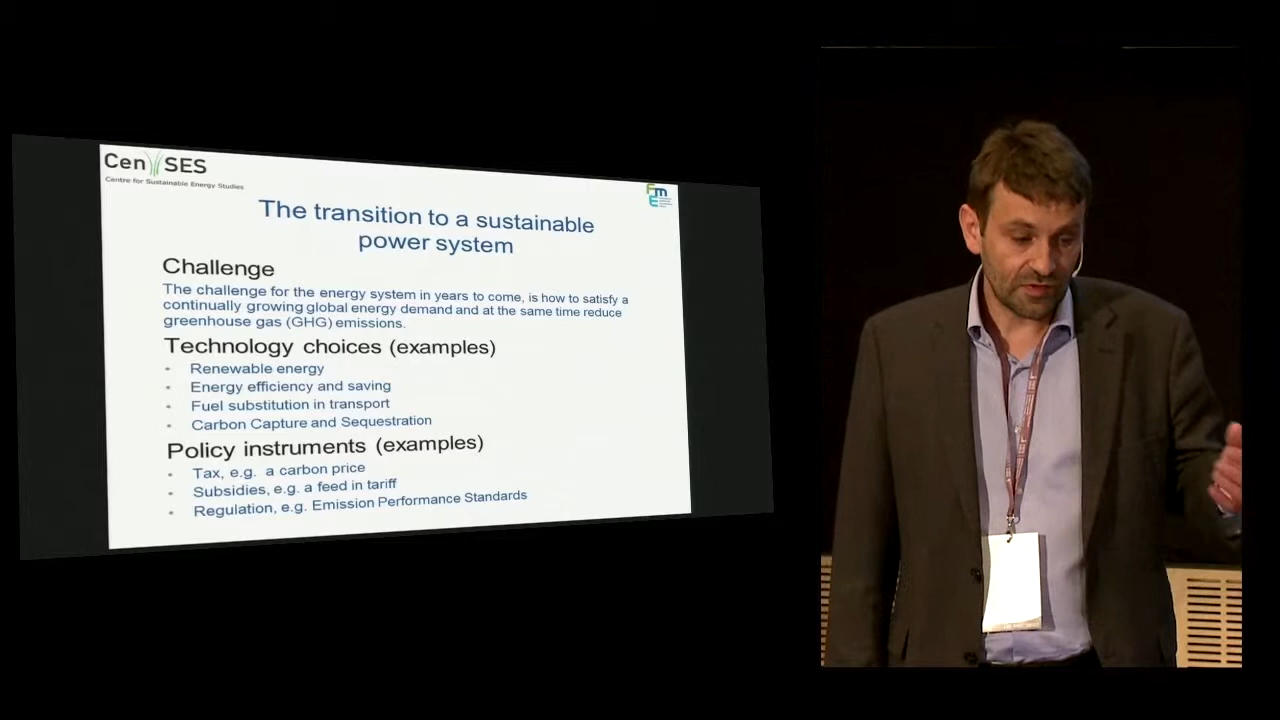 Cen SES
Centre for Sustainable Energy Studies
FmE
The transition to a sustainable
power system
Challenge
The challenge for the energy system in years to come, is how to satisfy a
continually growing global energy demand and at the same time reduce
greenhouse gas (GHG) emissions.
Technology choices (examples)
• Renewable energy
• Energy efficiency and saving
• Fuel substitution in transport
• Carbon Capture and Sequestration
Policy instruments (examples)
• Tax, e.g. a carbon price
• Subsidies, e.g. a feed in tariff
• Regulation, e.g. Emission Performance Standards